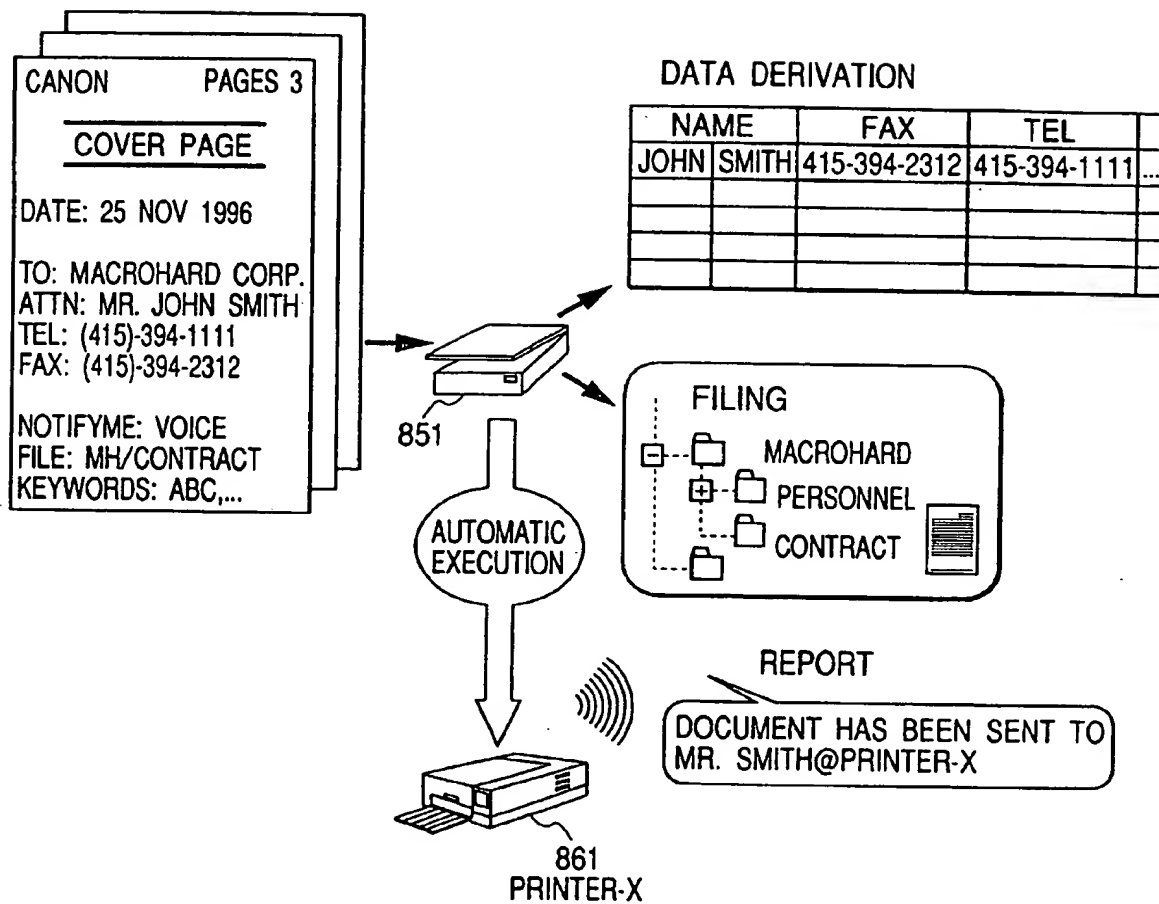 CANON PAGES 3
COVER PAGE
DATE: 25 NOV 1996
TO: MACROHARD CORP.
ATTN: MR. JOHN SMITH
TEL: (415)-394-1111
FAX: (415)-394-2312
NOTIFYME: VOICE
FILE: MH/CONTRACT
KEYWORDS: ABC,...
851
AUTOMATIC
EXECUTION
861
PRINTER-X
DATA DERIVATION
NAME FAX TEL
JOHN SMITH 415-394-2312 415-394-1111 ...
FILING
MACROHARD
PERSONNEL
CONTRACT
REPORT
DOCUMENT HAS BEEN SENT TO
MR. SMITH@PRINTER-X